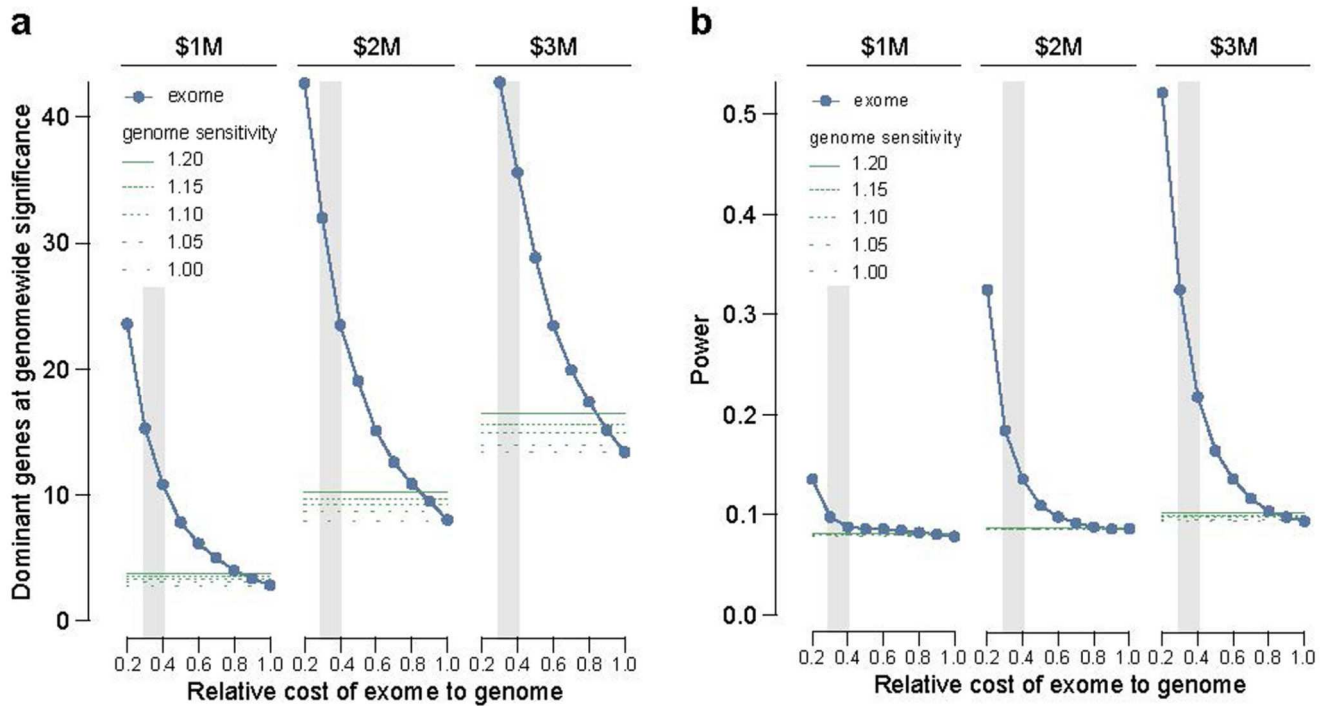 a
$1M $2M $3M
Dominant genes at genomewide significance
40
30
20
10
0
exome
genome sensitivity
1.20
1.15
1.10
1.05
1.00
0.2 0.4 0.6 0.8 1.0 0.2 0.4 0.6 0.8 1.0 0.2 0.4 0.6 0.8 1.0
Relative cost of exome to genome
b
$1M $2M $3M
Power
0.5
0.4
0.3
0.2
0.1
0.0
exome
genome sensitivity
1.20
1.15
1.10
1.05
1.00
0.2 0.4 0.6 0.8 1.0 0.2 0.4 0.6 0.8 1.0 0.2 0.4 0.6 0.8 1.0
Relative cost of exome to genome